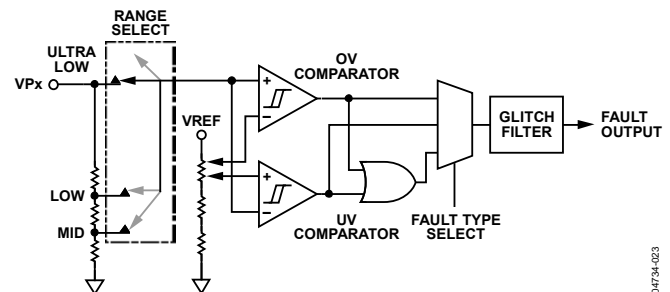 RANGE
SELECT
ULTRA
LOW
VPx
OV
COMPARATOR
VREF
+
−
GLITCH
FILTER
FAULT
OUTPUT
+
−
LOW
MID
UV
COMPARATOR
FAULT TYPE
SELECT
04734-023